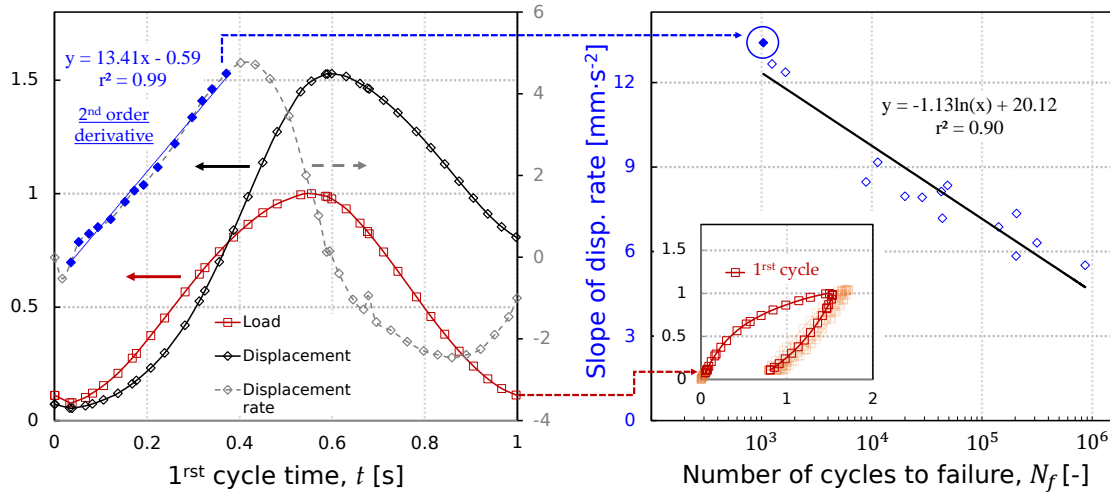 y = 13.41x - 0.59
r² = 0.99
2nd order
derivative
1.5
1
0.5
0
6
4
2
0
-2
-4
Load
Displacement
Displacement
rate
0
0.2
0.4
0.6
0.8
1
1rst cycle time, t [s]
Slope of disp. rate [mm·s-2]
12
9
6
3
0
y = -1.13ln(x) + 20.12
r² = 0.90
1rst cycle
1.5
1
0.5
0
0
1
2
10³
10⁴
10⁵
10⁶
Number of cycles to failure, Nf [-]